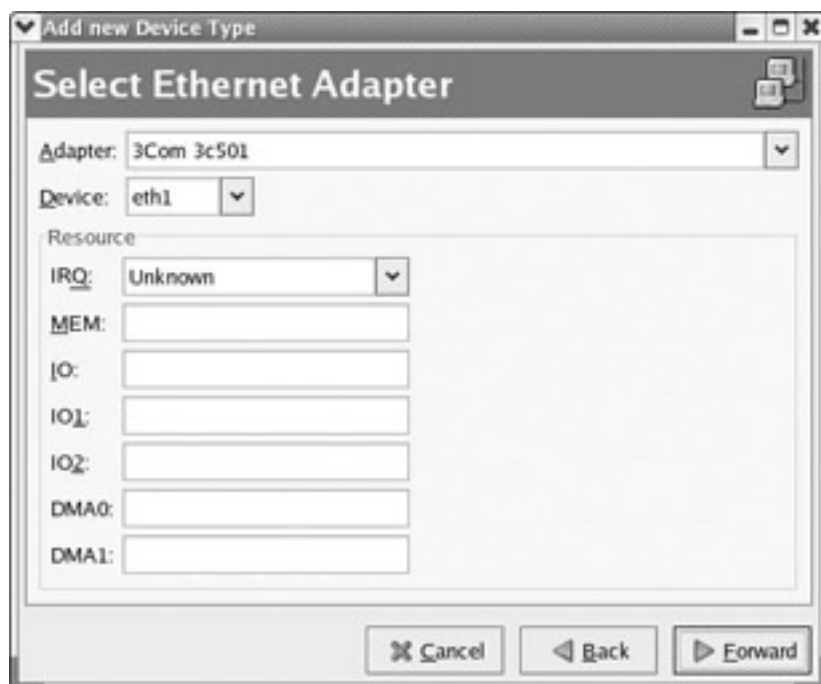 Add new Device Type
Select Ethernet Adapter
Adapter: 3Com 3c501
Device: eth1
Resource
IRQ: Unknown
MEM:
IO:
IO1:
IO2:
DMA0:
DMA1:
Cancel Back Forward